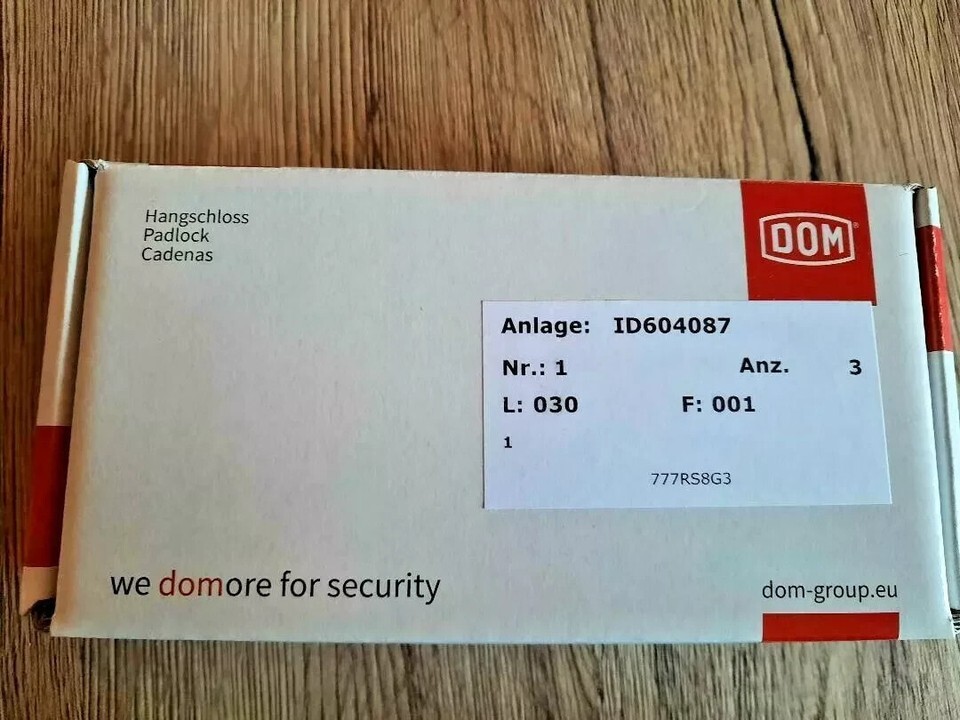 Hangschloss
Padlock
Cadenas
DOM
Anlage: ID604087
Nr.: 1 Anz. 3
L: 030 F: 001
1
777RS8G3
we domore for security
dom-group.eu